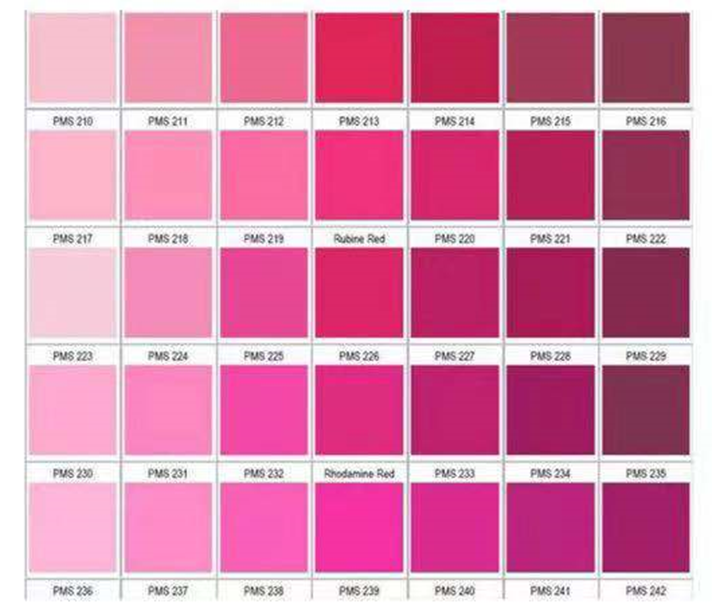 PMS 210 PMS 211 PMS 212 PMS 213 PMS 214 PMS 215 PMS 216
PMS 217 PMS 218 PMS 219 Rubine Red PMS 220 PMS 221 PMS 222
PMS 223 PMS 224 PMS 225 PMS 226 PMS 227 PMS 228 PMS 229
PMS 230 PMS 231 PMS 232 Rhodamine Red PMS 233 PMS 234 PMS 235
PMS 236 PMS 237 PMS 238 PMS 239 PMS 240 PMS 241 PMS 242